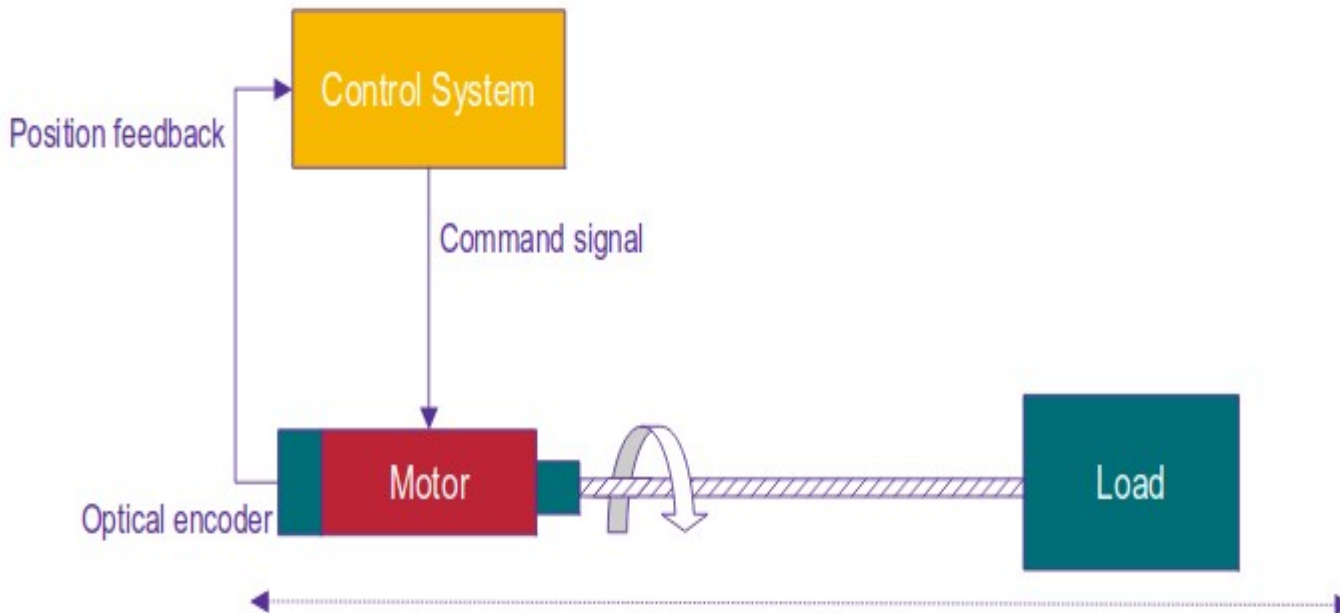 Control System
Position feedback
Command signal
Motor
Load
Optical encoder